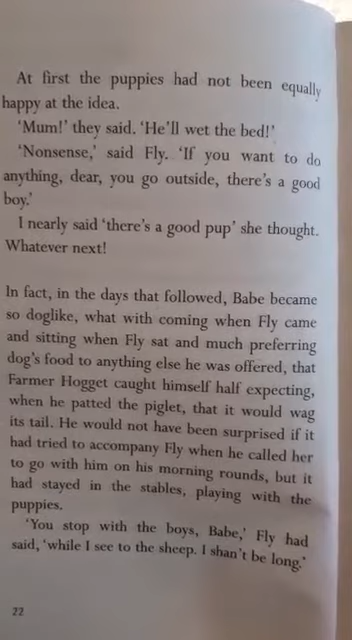 At first the puppies had not been equally
happy at the idea.
‘Mum!’ they said. ‘He’ll wet the bed!’
‘Nonsense,’ said Fly. ‘If you want to do
anything, dear, you go outside, there’s a good
boy.’
I nearly said ‘there’s a good pup’ she thought.
Whatever next!
In fact, in the days that followed, Babe became
so doglike, what with coming when Fly came
and sitting when Fly sat and much preferring
dog’s food to anything else he was offered, that
Farmer Hogget caught himself half expecting,
when he patted the piglet, that it would wag
its tail. He would not have been surprised if it
had tried to accompany Fly when he called her
to go with him on his morning rounds, but it
had stayed in the stables, playing with the
puppies.
‘You stop with the boys, Babe,’ Fly had
said, ‘while I see to the sheep. I shan’t be long.’
22